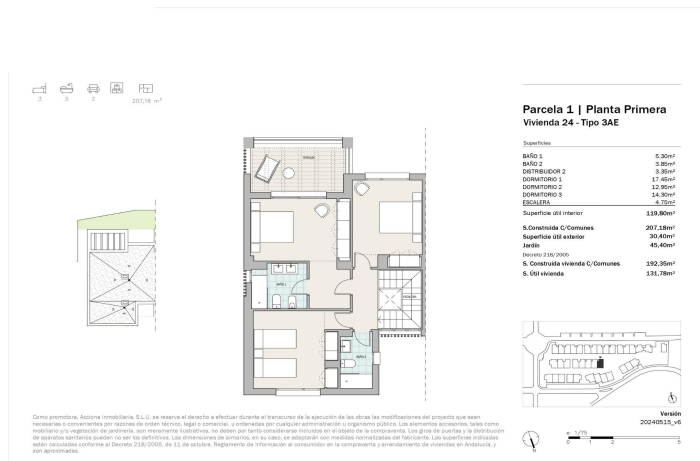 3 3 2 207,18 m²
Parcela 1 | Planta Primera
Vivienda 24 - Tipo 3AE
Superficies
BAÑO 1 5.30m²
BAÑO 2 3.85m²
DISTRIBUIDOR 2 3.35m²
DORMITORIO 1 17.45m²
DORMITORIO 2 12.95m²
DORMITORIO 3 14.30m²
ESCALERA 4.75m²
Superficie útil interior 119,80m²
S.Construida C/Comunes 207,18m²
Superficie útil exterior 30,40m²
Jardín 45,40m²
Decreto 218/2005
S. Construida vivienda C/Comunes 192,35m²
S. Útil vivienda 131,78m²
BAÑO 1
ESCALERA
BAÑO 2
Versión
20240515_v6
e: 1/75
0 1 2 5
Como promotora, Acciona Inmobiliaria, S.L.U. se reserva el derecho a efectuar durante el transcurso de la ejecución de las obras las modificaciones del proyecto que sean
necesarias o convenientes por razones de orden técnico, legal o comercial, u ordenadas por cualquier administración u organismo público. Los elementos accesorios, tales como
mobiliario y/o vegetación de jardinería, son meramente ilustrativos, no deben por tanto considerarse incluidos en el objeto de la compraventa. Los giros de puertas y la distribución
de aparatos sanitarios pueden no ser los definitivos. Las dimensiones de armarios, en su caso, se adaptarán con medidas normalizadas del fabricante. Las superficies indicadas
están calculadas conforme al Decreto 218/2005, de 11 de octubre. Reglamento de Información al consumidor en la compraventa y arrendamiento de viviendas en Andalucía, y
son aproximadas.